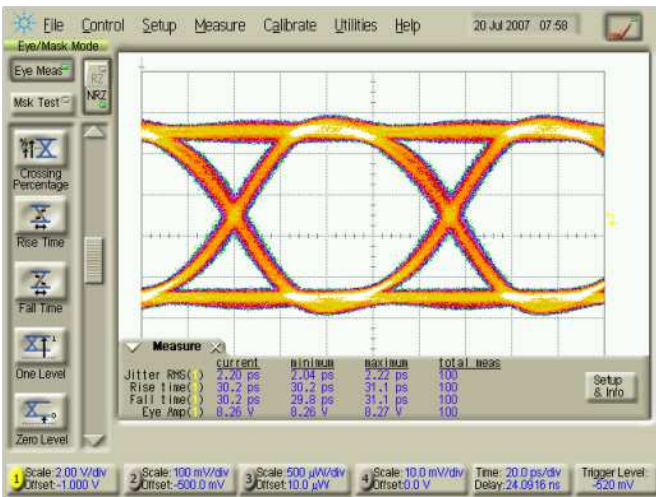 File Control Setup Measure Calibrate Utilities Help 20 Jul 2007 07:58
Eye/Mask Mode
Eye Meas
RZ
Msk Test
NRZ
Crossing
Percentage
Rise Time
Fall Time
One Level
Zero Level
Measure
current minimum maximum total meas
Jitter RMS(1) 2.20 ps 2.04 ps 2.22 ps 100
Rise time(1) 30.2 ps 30.2 ps 31.1 ps 100
Fall time(1) 30.2 ps 29.8 ps 31.1 ps 100
Eye Amp(1) 8.26 V 8.26 V 8.27 V 100
Setup
& Info
1 Scale:2.00 V/div
Offset:-1.000 V
2 Scale:100 mV/div
Offset:-500.0 mV
3 Scale:500 µW/div
Offset:10.0 µW
4 Scale:10.0 mV/div
Offset:0.0 V
Time: 20.0 ps/div
Delay:24.0916 ns
Trigger Level:
-520 mV